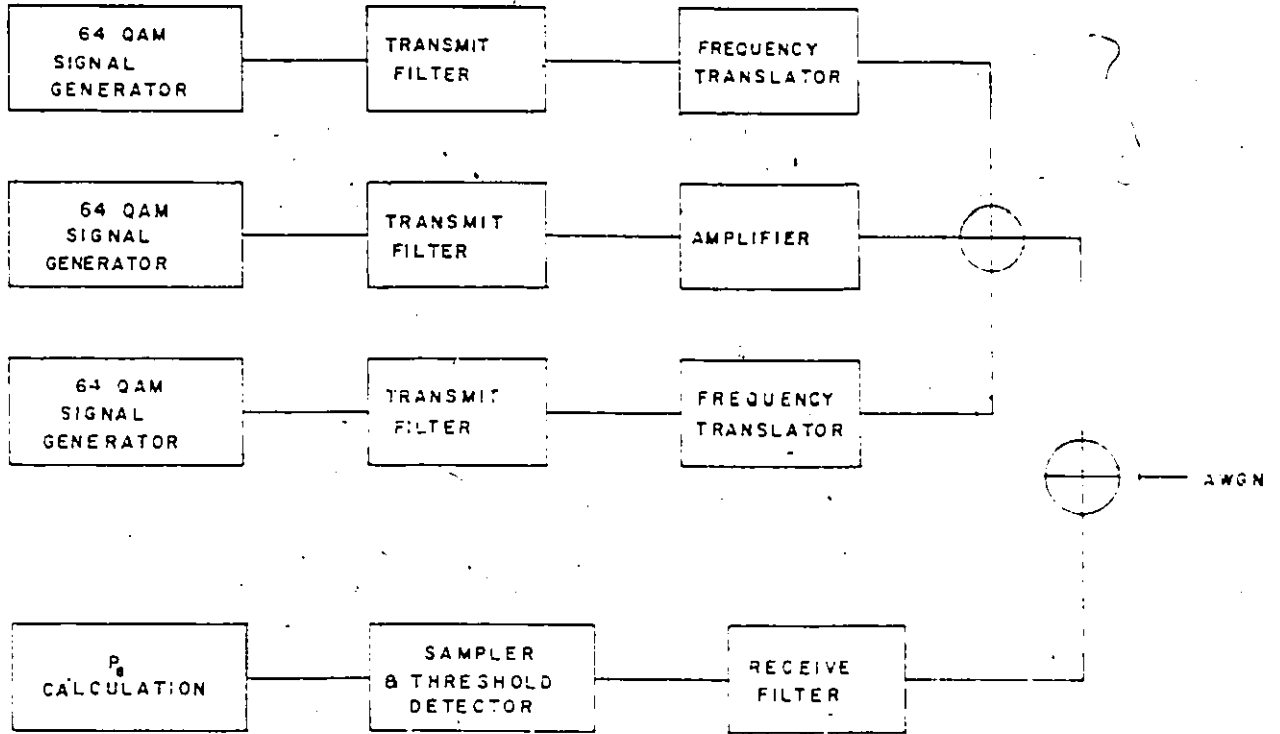 64 QAM
SIGNAL
GENERATOR
TRANSMIT
FILTER
FREQUENCY
TRANSLATOR
64 QAM
SIGNAL
GENERATOR
TRANSMIT
FILTER
AMPLIFIER
64 QAM
SIGNAL
GENERATOR
TRANSMIT
FILTER
FREQUENCY
TRANSLATOR
AWGN
Pe
CALCULATION
SAMPLER
& THRESHOLD
DETECTOR
RECEIVE
FILTER